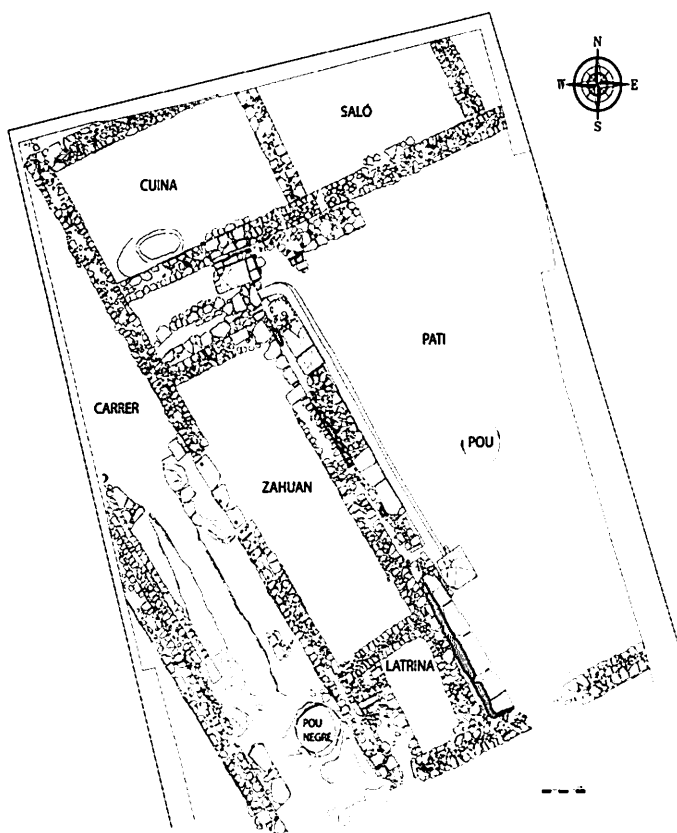 N
W E
S
SALÓ
CUINA
PATI
CARRER
POU
ZAHUAN
LATRINA
POU
NEGRE